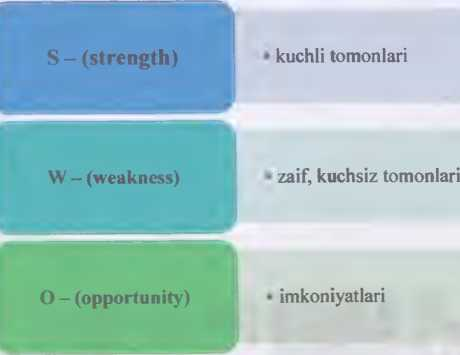 S – (strength)
• kuchli tomonlari
W – (weakness)
• zaif, kuchsiz tomonlari
O – (opportunity)
• imkoniyatlari